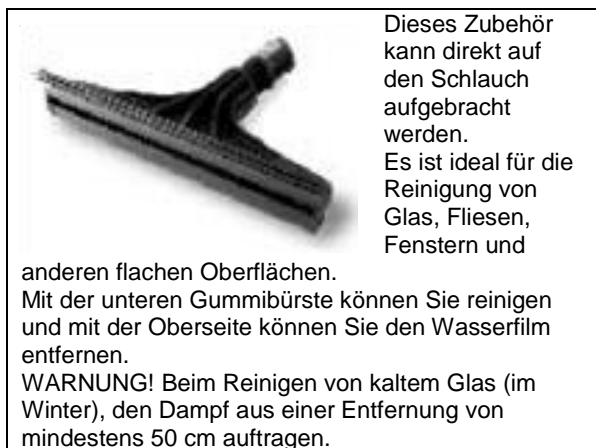 Dieses Zubehör
kann direkt auf
den Schlauch
aufgebracht
werden.
Es ist ideal für die
Reinigung von
Glas, Fliesen,
Fenstern und
anderen flachen Oberflächen.
Mit der unteren Gummibürste können Sie reinigen
und mit der Oberseite können Sie den Wasserfilm
entfernen.
WARNUNG! Beim Reinigen von kaltem Glas (im
Winter), den Dampf aus einer Entfernung von
mindestens 50 cm auftragen.